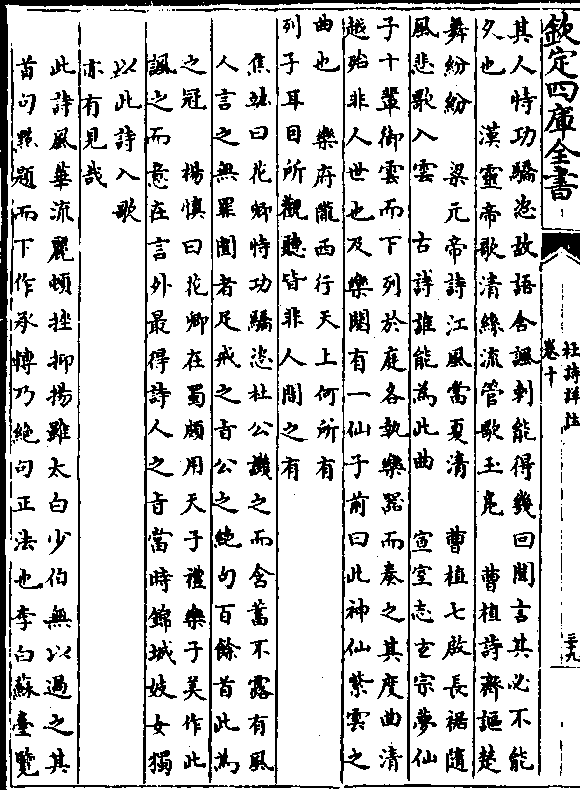 欽定四庫全書
杜詩詳註
卷十
其人恃功驕恣故語含諷刺能得幾回聞言其必不能
久也　漢靈帝歌清絲流管歌玉鳧　曹植詩齊謳楚
舞紛紛　梁元帝詩江風當夏清　曹植七啟長裾隨
風悲歌入雲　古詩誰能為此曲　宣室志玄宗夢仙
子十輩御雲而下列於庭各執樂器而奏之其度曲清
越殆非人世也及樂闋有一仙子前曰此神仙紫雲之
曲也　樂府隴西行天上何所有
列子耳目所觀聽皆非人間之有
焦竑曰花卿恃功驕恣杜公譏之而含蓄不露有風
人言之無罪聞者足戒之旨公之絕句百餘首此為
之冠　楊慎曰花卿在蜀頗用天子禮樂子美作此
諷之而意在言外最得詩人之旨當時錦城妓女獨
以此詩入歌
亦有見哉
此詩風華流麗頓挫抑揚雖太白少伯無以過之其
首句點題而下作承轉乃絕句正法也李白蘇臺覽